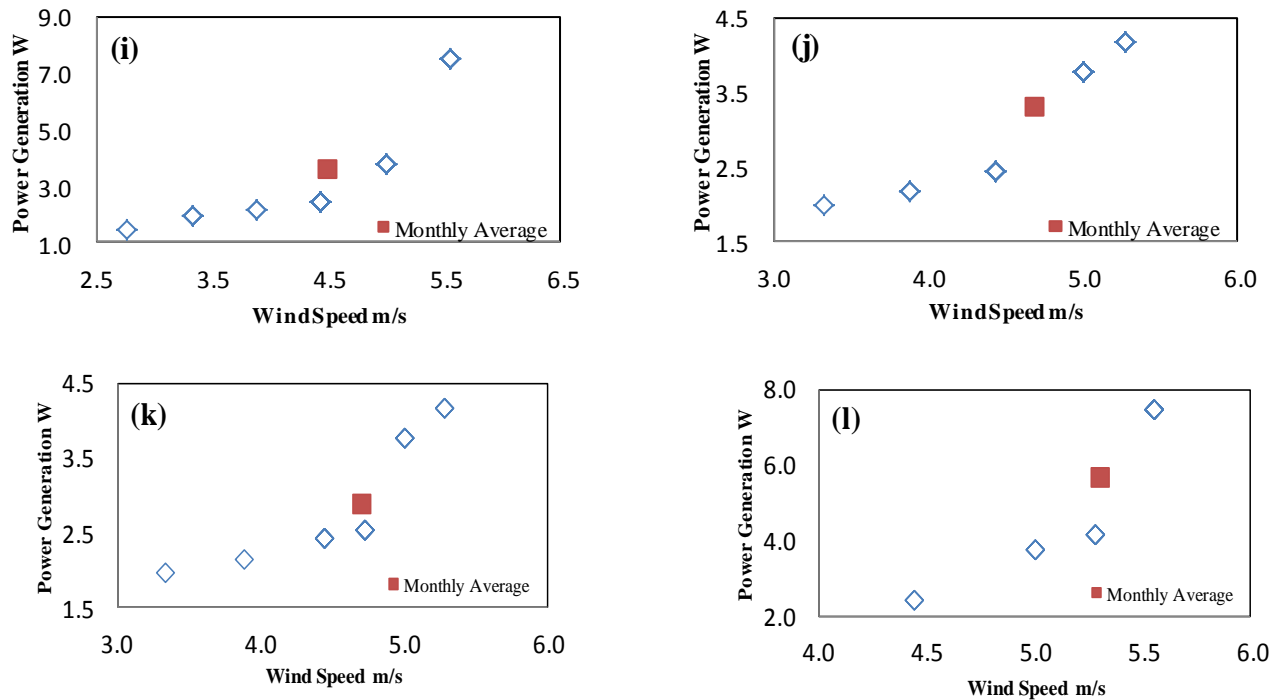 (i)
Power Generation W
9.0
7.0
5.0
3.0
1.0
2.5 3.5 4.5 5.5 6.5
Wind Speed m/s
Monthly Average
(j)
Power Generation W
4.5
3.5
2.5
1.5
3.0 4.0 5.0 6.0
Wind Speed m/s
Monthly Average
(k)
Power Generation W
4.5
3.5
2.5
1.5
3.0 4.0 5.0 6.0
Wind Speed m/s
Monthly Average
(l)
Power Generation W
8.0
6.0
4.0
2.0
4.0 4.5 5.0 5.5 6.0
Wind Speed m/s
Monthly Average